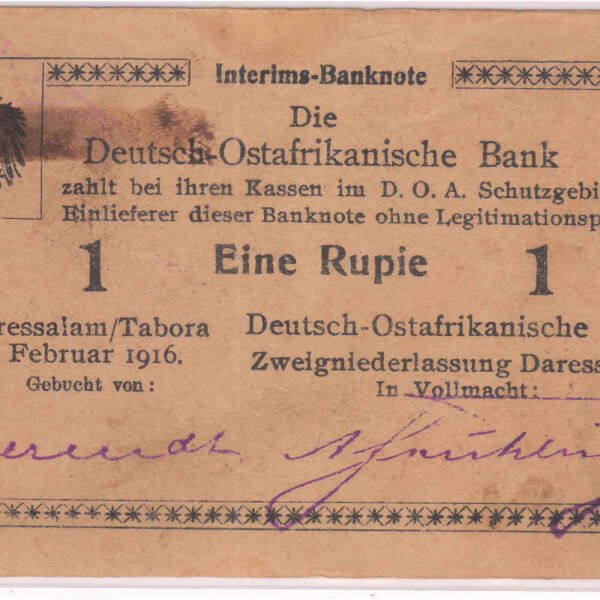 Interims-Banknote
Die
Deutsch-Ostafrikanische Bank
zahlt bei ihren Kassen im D. O. A. Schutzgebi
Einlieferer dieser Banknote ohne Legitimationsp
1 Eine Rupie 1
ressalam/Tabora
Februar 1916.
Gebucht von:
Deutsch-Ostafrikanische
Zweigniederlassung Daress
In Vollmacht: